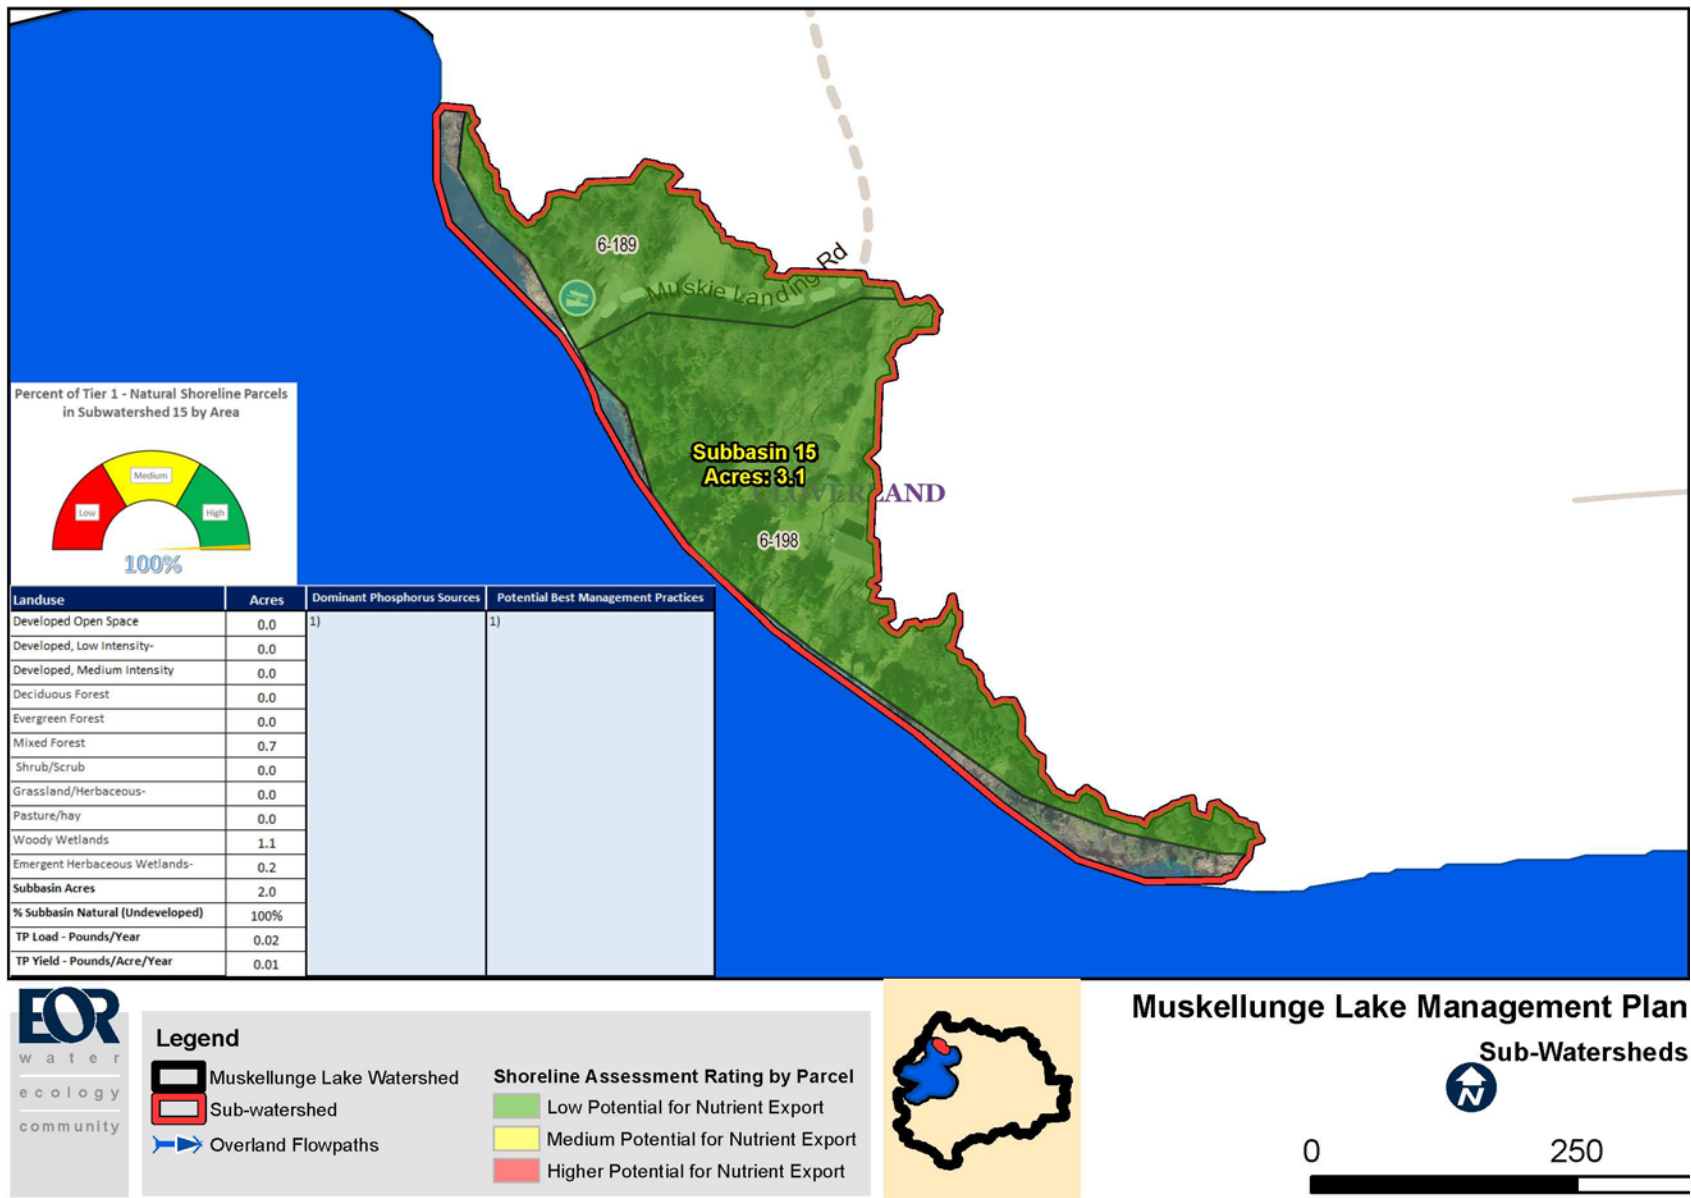 6-189
Muskie Landing Rd
Subbasin 15
Acres: 3.1
CLOVERLAND
6-198
Percent of Tier 1 - Natural Shoreline Parcels
in Subwatershed 15 by Area
Low
Medium
High
100%
Landuse Acres Dominant Phosphorus Sources Potential Best Management Practices
Developed Open Space 0.0 1) 1)
Developed, Low Intensity- 0.0
Developed, Medium Intensity 0.0
Deciduous Forest 0.0
Evergreen Forest 0.0
Mixed Forest 0.7
Shrub/Scrub 0.0
Grassland/Herbaceous- 0.0
Pasture/hay 0.0
Woody Wetlands 1.1
Emergent Herbaceous Wetlands- 0.2
Subbasin Acres 2.0
% Subbasin Natural (Undeveloped) 100%
TP Load - Pounds/Year 0.02
TP Yield - Pounds/Acre/Year 0.01
EOR
water
ecology
community
Legend
Muskellunge Lake Watershed
Sub-watershed
Overland Flowpaths
Shoreline Assessment Rating by Parcel
Low Potential for Nutrient Export
Medium Potential for Nutrient Export
Higher Potential for Nutrient Export
Muskellunge Lake Management Plan
Sub-Watersheds
N
0 250